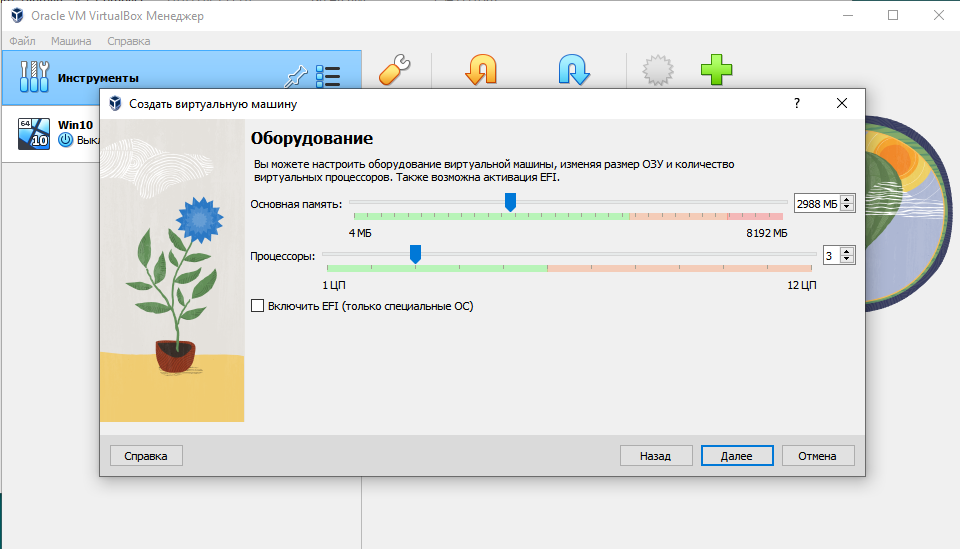 Oracle VM VirtualBox Менеджер
Файл Машина Справка
Инструменты
Создать виртуальную машину
?
64
10
Win10
Выкл
Оборудование
Вы можете настроить оборудование виртуальной машины, изменяя размер ОЗУ и количество
виртуальных процессоров. Также возможна активация EFI.
Основная память:
2988 МБ
4 МБ
8192 МБ
Процессоры:
3
1 ЦП
12 ЦП
Включить EFI (только специальные ОС)
Справка
Назад
Далее
Отмена